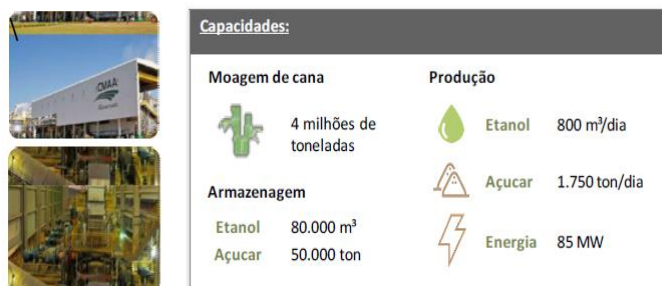 CMAA
Capacidades:
Moagem de cana
4 milhões de
toneladas
Armazenagem
Etanol 80.000 m³
Açucar 50.000 ton
Produção
Etanol 800 m³/dia
Açucar 1.750 ton/dia
Energia 85 MW